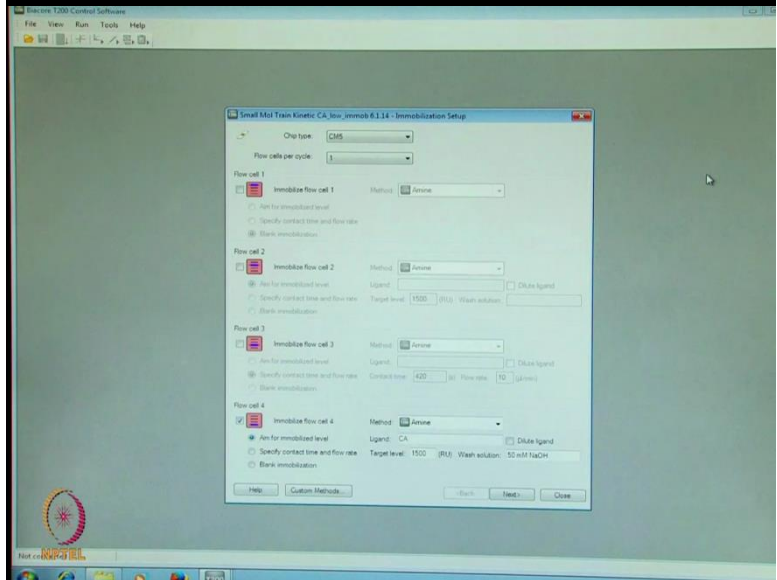 Biacore T200 Control Software
File View Run Tools Help
Small Mol Train Kinetic CA_low_immob 6.1.14 - Immobilization Setup
Chip type: CM5
Flow cells per cycle: 1
Flow cell 1
Immobilize flow cell 1 Method: Amine
Aim for immobilized level
Specify contact time and flow rate
Blank immobilization
Flow cell 2
Immobilize flow cell 2 Method: Amine
Aim for immobilized level Ligand: Dilute ligand
Specify contact time and flow rate Target level: 1500 (RU) Wash solution:
Blank immobilization
Flow cell 3
Immobilize flow cell 3 Method: Amine
Aim for immobilized level Ligand: Dilute ligand
Specify contact time and flow rate Contact time: 420 (s) Flow rate: 10 (µl/min)
Blank immobilization
Flow cell 4
Immobilize flow cell 4 Method: Amine
Aim for immobilized level Ligand: CA Dilute ligand
Specify contact time and flow rate Target level: 1500 (RU) Wash solution: 50 mM NaOH
Blank immobilization
Help Custom Methods... <Back Next> Close
Not
NPTEL